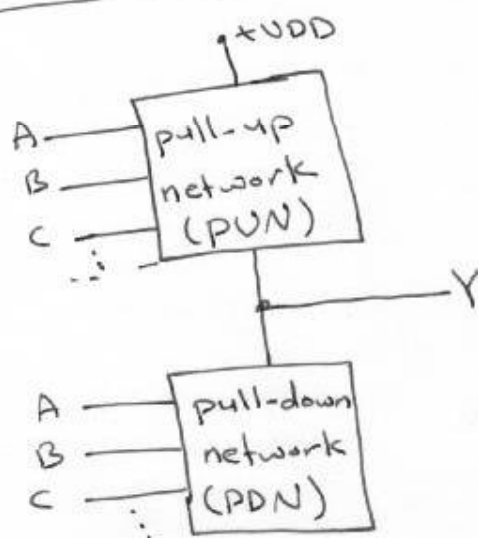 +VDD
A
pull-up
B
network
C
(PUN)
Y
A
pull-down
B
network
C
(PDN)